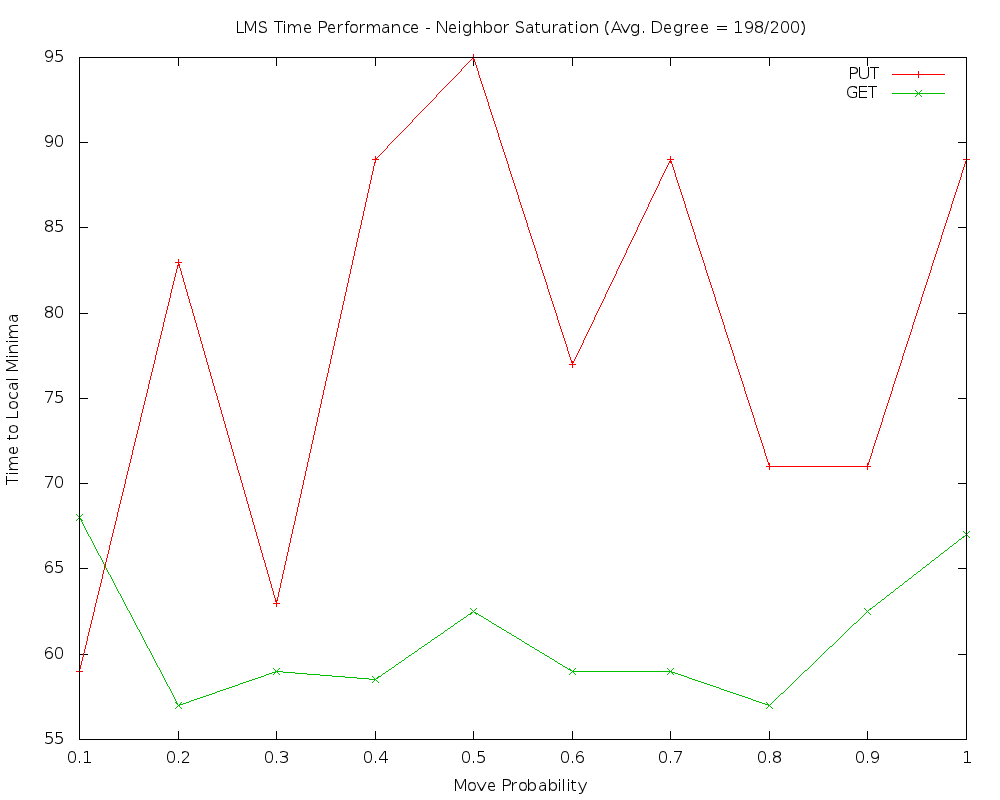 LMS Time Performance - Neighbor Saturation (Avg. Degree = 198/200)
PUT
GET
95
90
85
80
75
70
65
60
55
Time to Local Minima
0.1 0.2 0.3 0.4 0.5 0.6 0.7 0.8 0.9 1
Move Probability